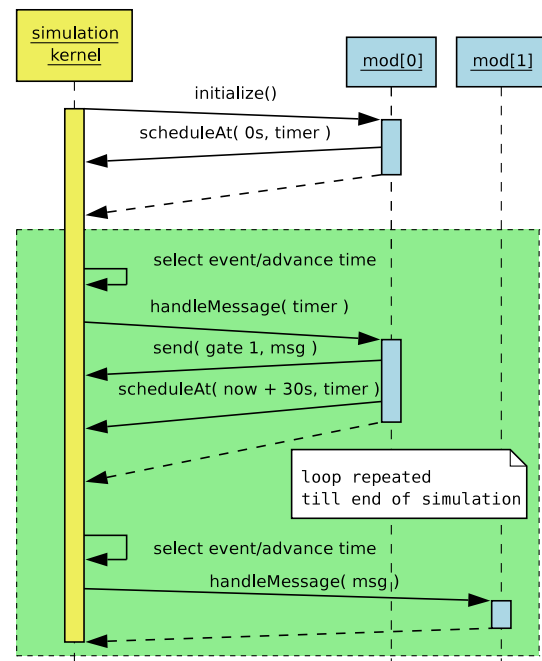 simulation
kernel
mod[0]
mod[1]
initialize()
scheduleAt( 0s, timer )
select event/advance time
handleMessage( timer )
send( gate 1, msg )
scheduleAt( now + 30s, timer )
loop repeated
till end of simulation
select event/advance time
handleMessage( msg )